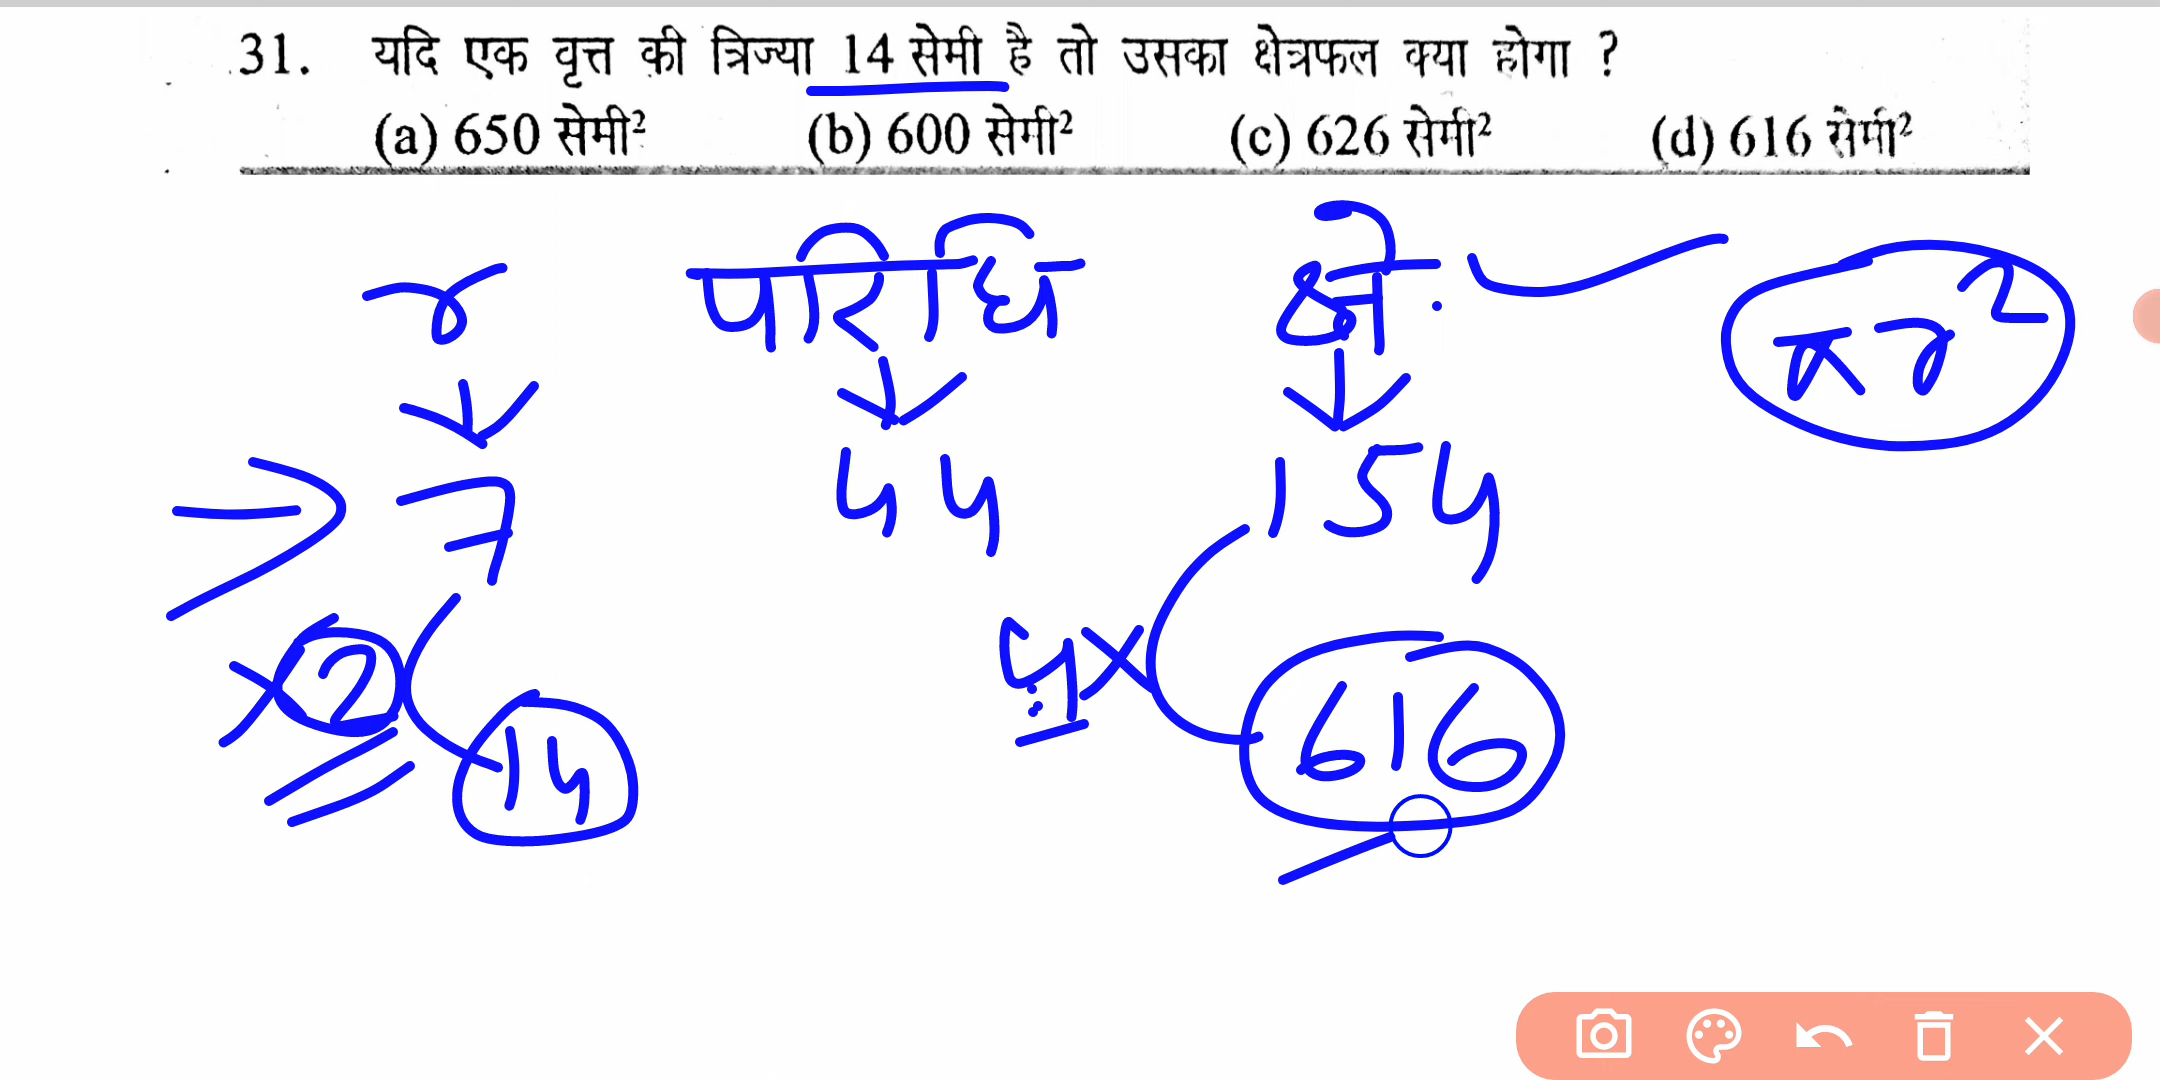 31. यदि एक वृत्त की त्रिज्या 14 सेमी है तो उसका क्षेत्रफल क्या होगा ?
(a) 650 सेमी² (b) 600 सेमी² (c) 626 सेमी² (d) 616 सेमी²
r परिधि क्षे. πr²
7 44 154
×2 14 4× 616